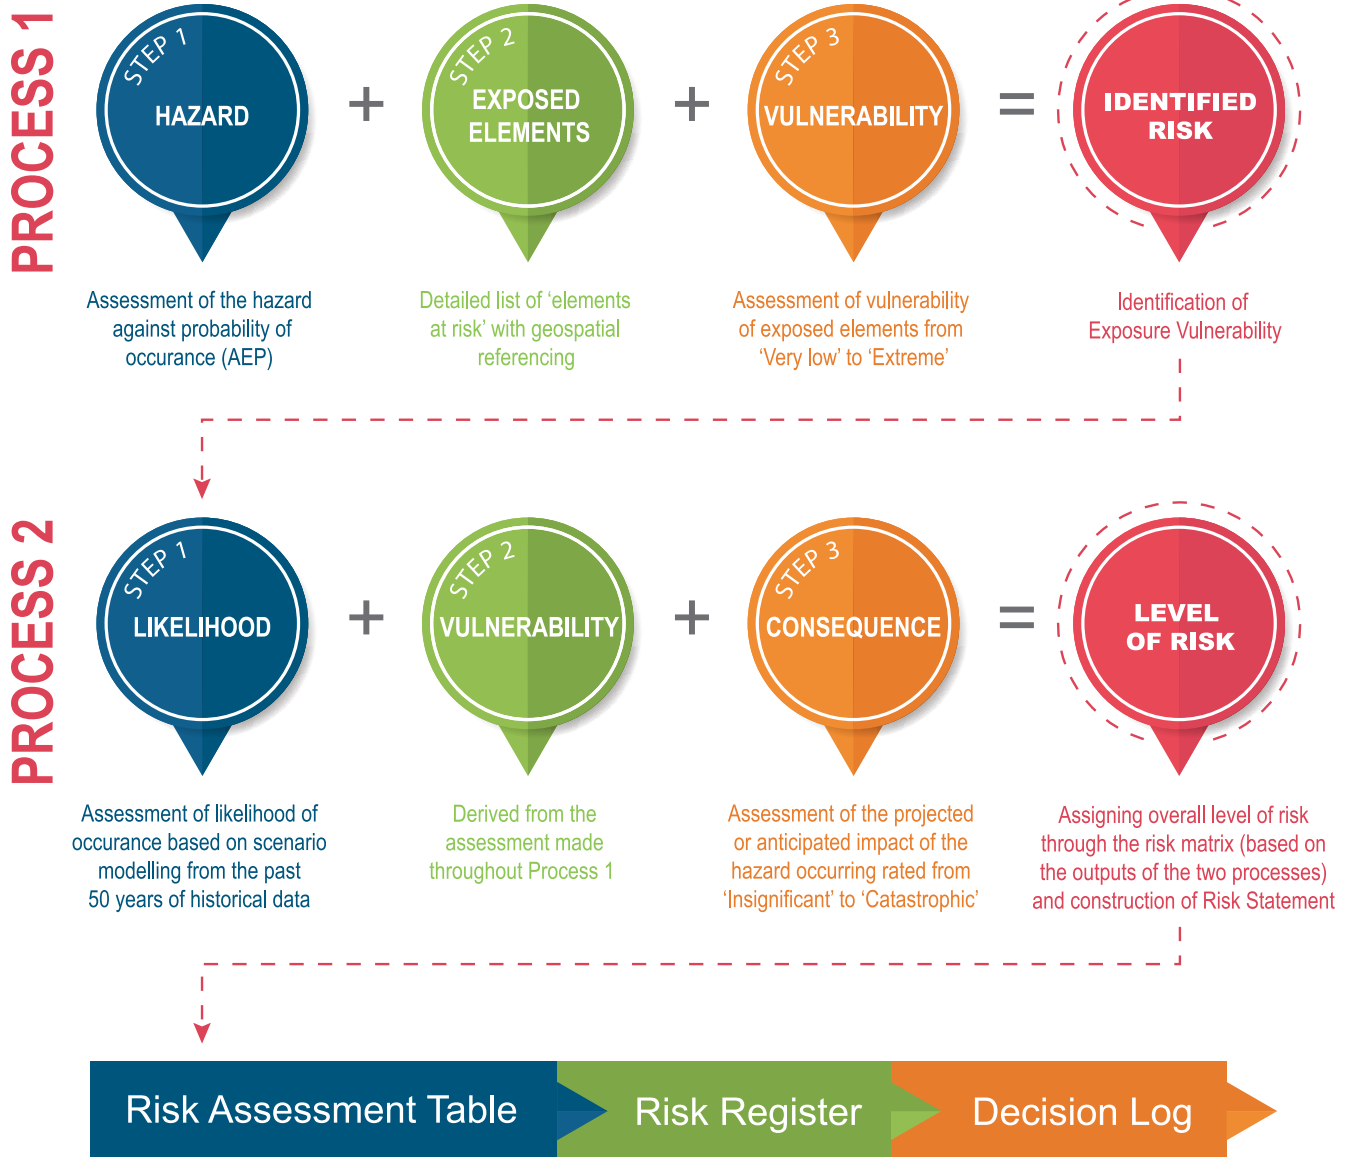 PROCESS 1
STEP 1
HAZARD
+
STEP 2
EXPOSED
ELEMENTS
+
STEP 3
VULNERABILITY
=
IDENTIFIED
RISK
Assessment of the hazard
against probability of
occurance (AEP)
Detailed list of ‘elements
at risk’ with geospatial
referencing
Assessment of vulnerability
of exposed elements from
‘Very low’ to ‘Extreme’
Identification of
Exposure Vulnerability
PROCESS 2
STEP 1
LIKELIHOOD
+
STEP 2
VULNERABILITY
+
STEP 3
CONSEQUENCE
=
LEVEL
OF RISK
Assessment of likelihood of
occurance based on scenario
modelling from the past
50 years of historical data
Derived from the
assessment made
throughout Process 1
Assessment of the projected
or anticipated impact of the
hazard occurring rated from
‘Insignificant’ to ‘Catastrophic’
Assigning overall level of risk
through the risk matrix (based on
the outputs of the two processes)
and construction of Risk Statement
Risk Assessment Table
Risk Register
Decision Log